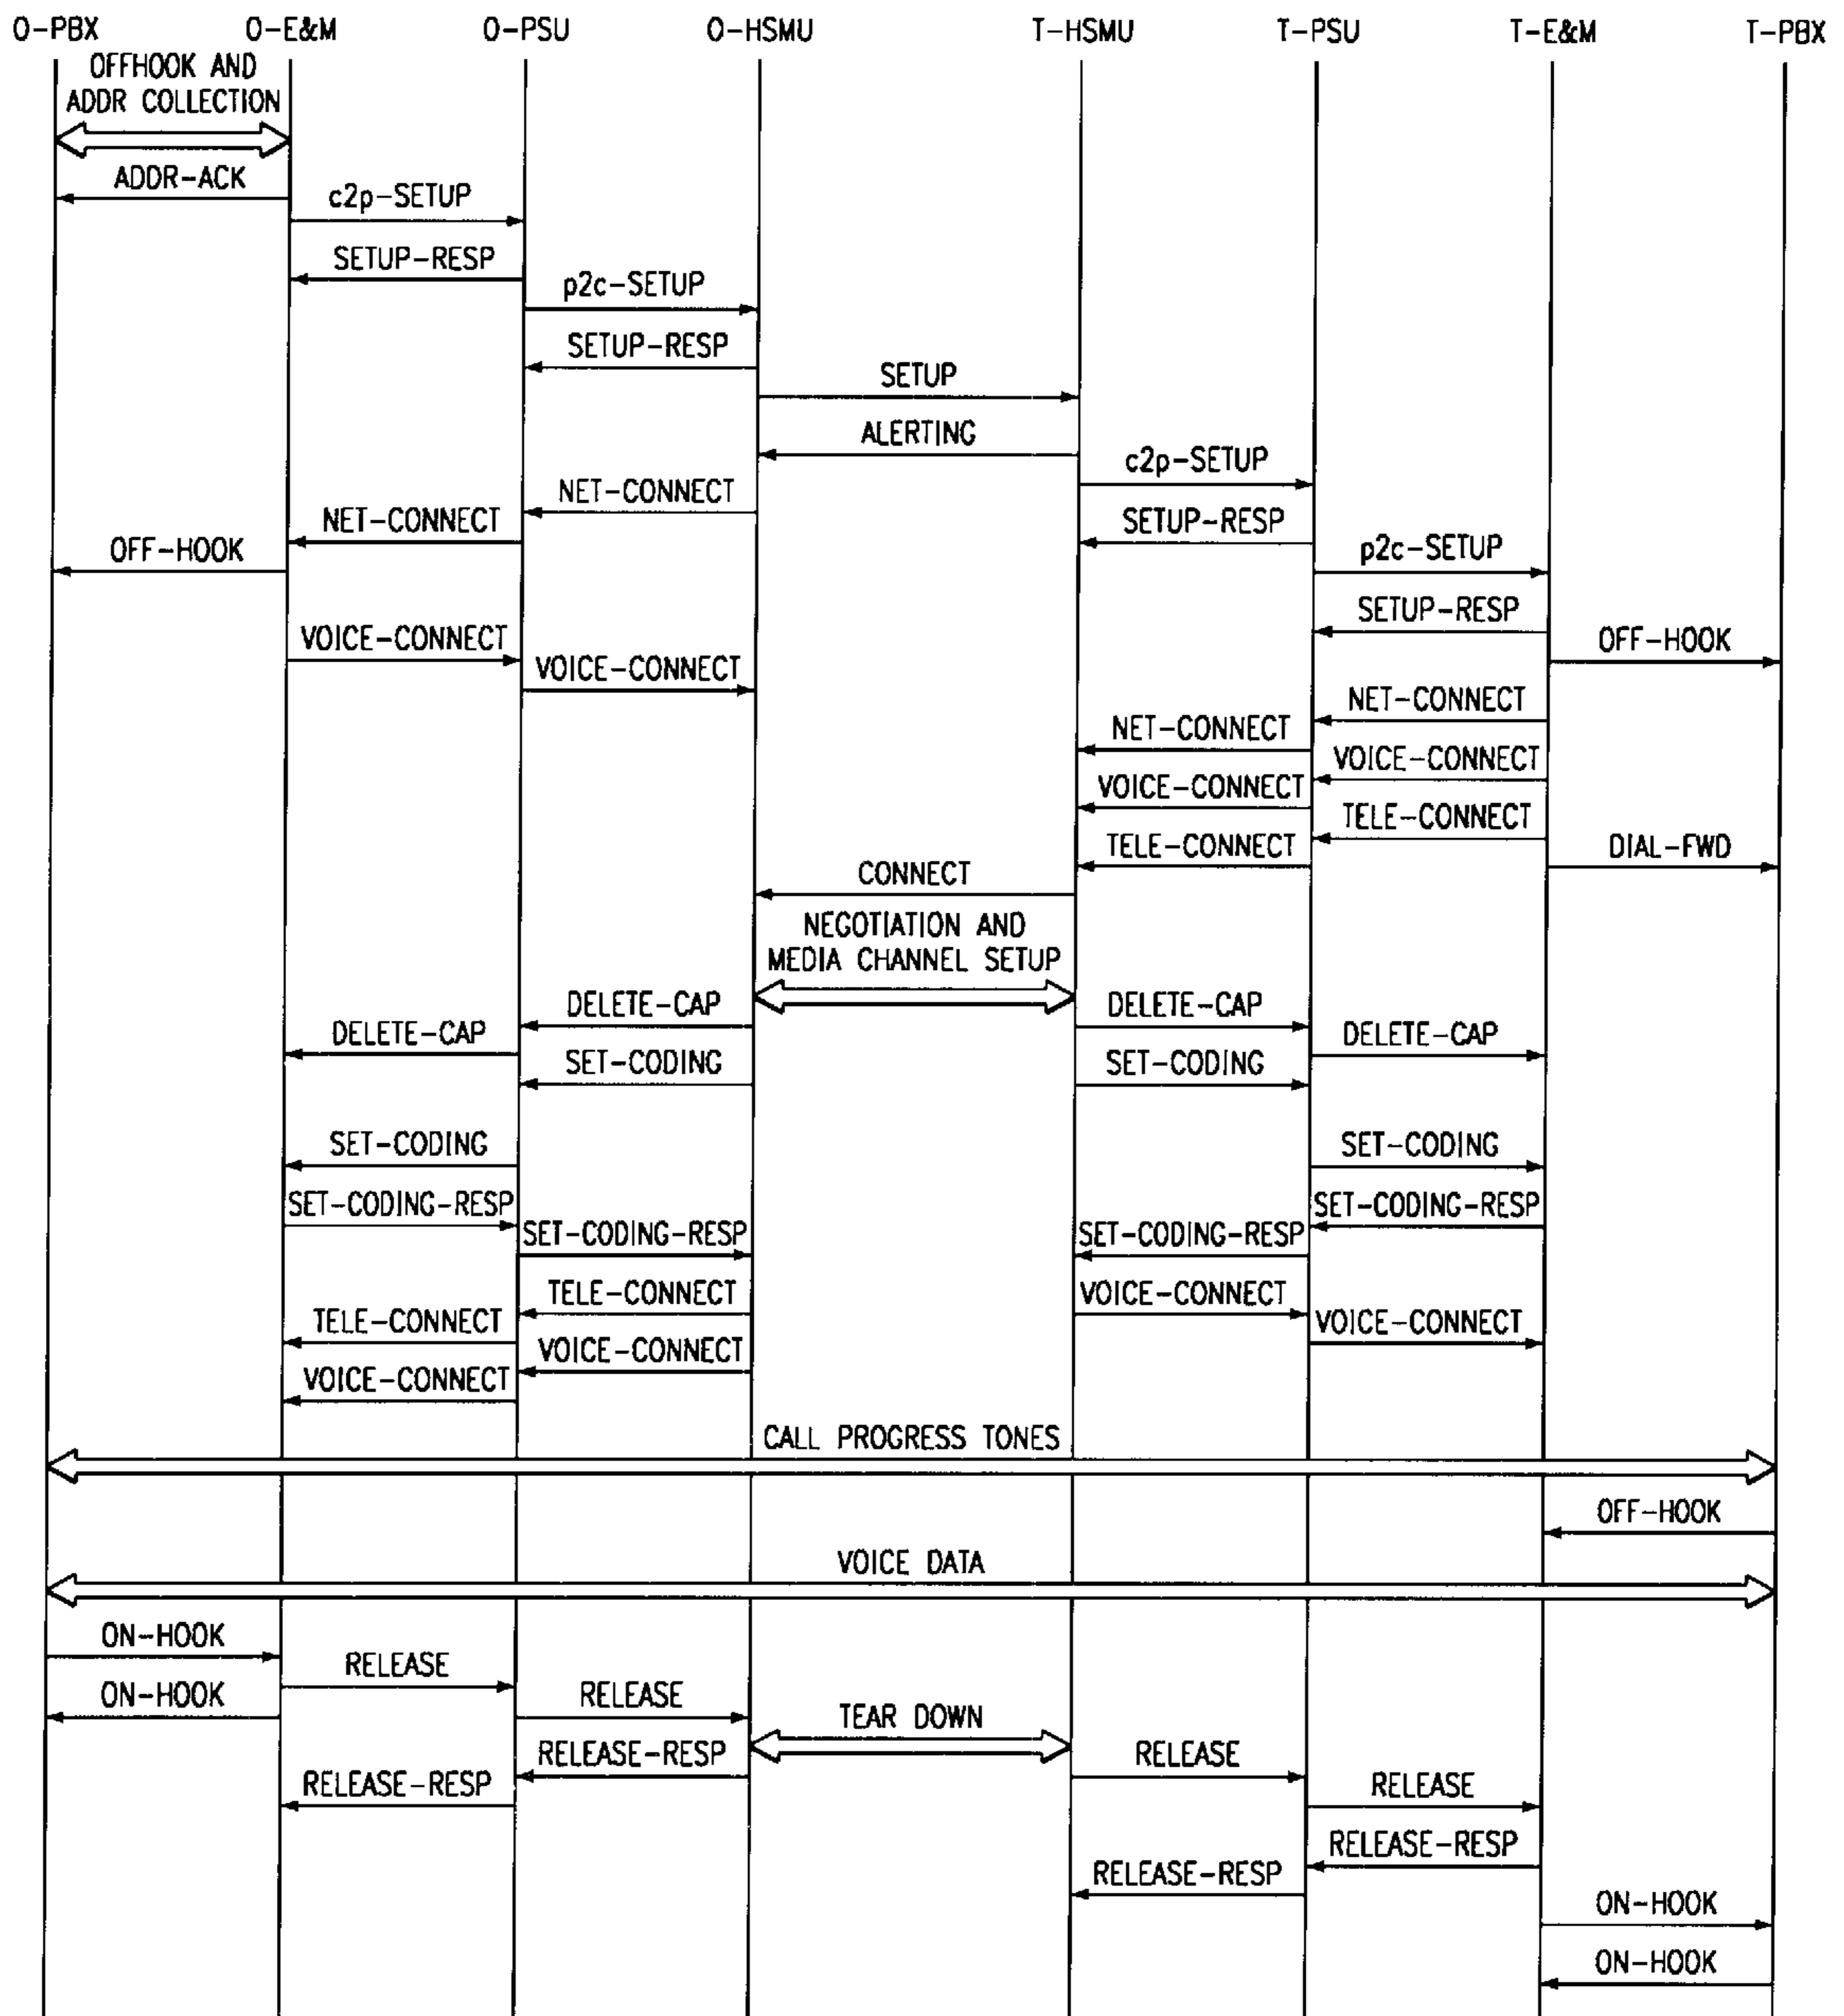 O-PBX O-E&M O-PSU O-HSMU T-HSMU T-PSU T-E&M T-PBX
OFFHOOK AND
ADDR COLLECTION
ADDR-ACK
c2p-SETUP
SETUP-RESP
p2c-SETUP
SETUP-RESP
SETUP
ALERTING
c2p-SETUP
NET-CONNECT
NET-CONNECT
SETUP-RESP
OFF-HOOK
p2c-SETUP
SETUP-RESP
VOICE-CONNECT
OFF-HOOK
VOICE-CONNECT
NET-CONNECT
NET-CONNECT
VOICE-CONNECT
VOICE-CONNECT
TELE-CONNECT
TELE-CONNECT
DIAL-FWD
CONNECT
NEGOTIATION AND
MEDIA CHANNEL SETUP
DELETE-CAP
DELETE-CAP
DELETE-CAP
DELETE-CAP
SET-CODING
SET-CODING
SET-CODING
SET-CODING
SET-CODING-RESP
SET-CODING-RESP
SET-CODING-RESP
SET-CODING-RESP
TELE-CONNECT
VOICE-CONNECT
TELE-CONNECT
VOICE-CONNECT
VOICE-CONNECT
VOICE-CONNECT
CALL PROGRESS TONES
OFF-HOOK
VOICE DATA
ON-HOOK
RELEASE
ON-HOOK
RELEASE
TEAR DOWN
RELEASE-RESP
RELEASE
RELEASE-RESP
RELEASE
RELEASE-RESP
RELEASE-RESP
ON-HOOK
ON-HOOK